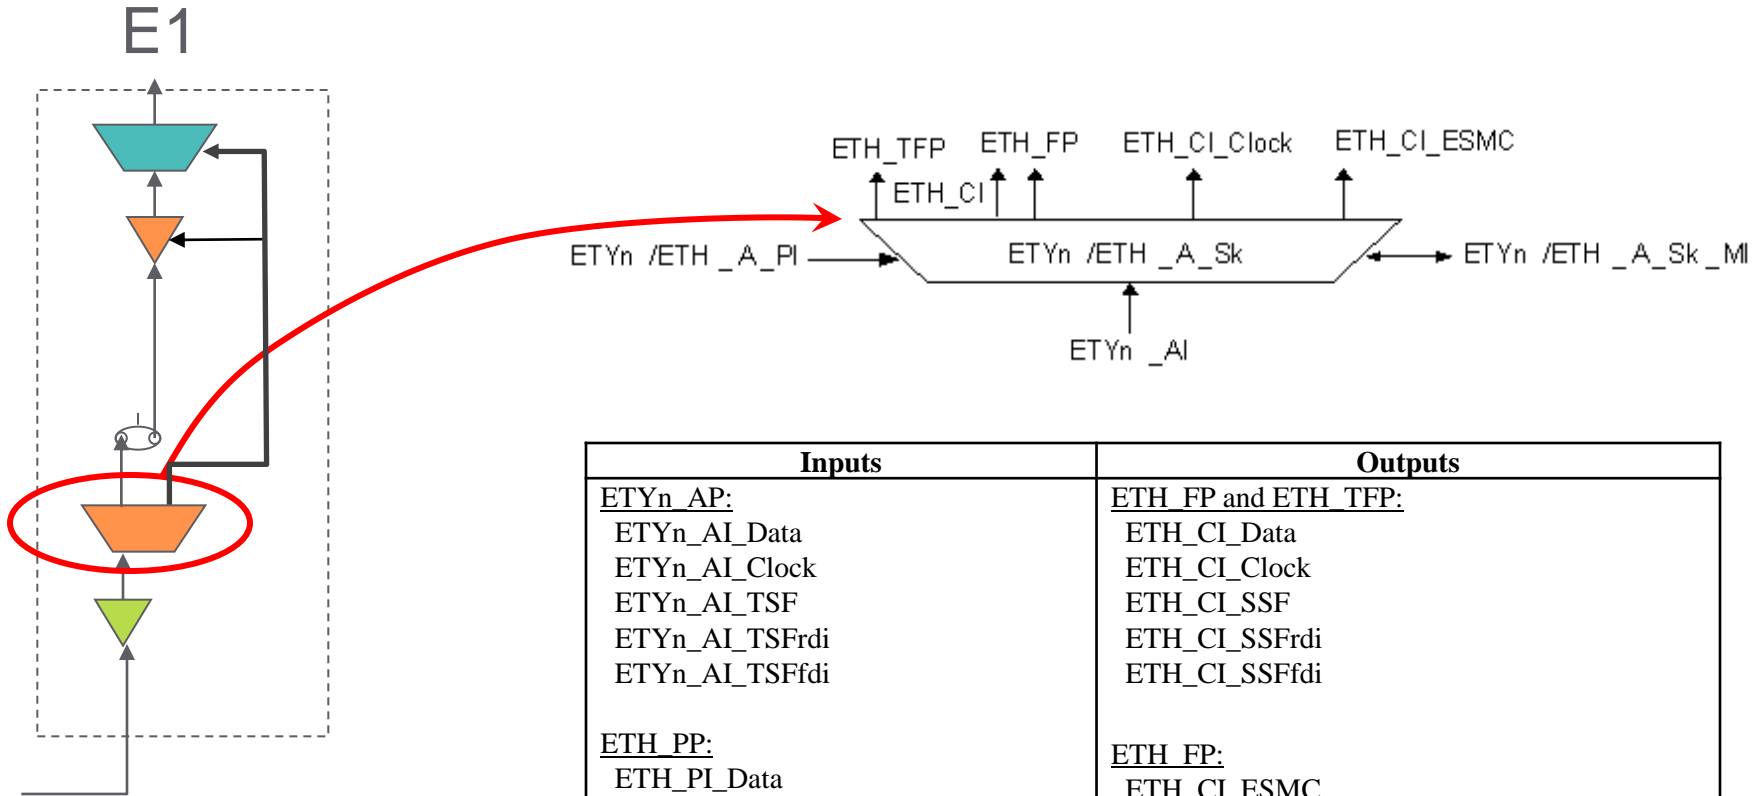 E1
ETH_TFP
ETH_FP
ETH_CI_Clock
ETH_CI_ESMC
ETH_CI
ETYn /ETH _A_PI
ETYn /ETH _A_Sk
ETYn /ETH _A_Sk_MI
ETYn _AI
Inputs
Outputs
ETYn_AP:
ETYn_AI_Data
ETYn_AI_Clock
ETYn_AI_TSF
ETYn_AI_TSFrdi
ETYn_AI_TSFfdi
ETH_PP:
ETH_PI_Data
ETH_FP and ETH_TFP:
ETH_CI_Data
ETH_CI_Clock
ETH_CI_SSF
ETH_CI_SSFrdi
ETH_CI_SSFfdi
ETH_FP:
ETH_CI_ESMC